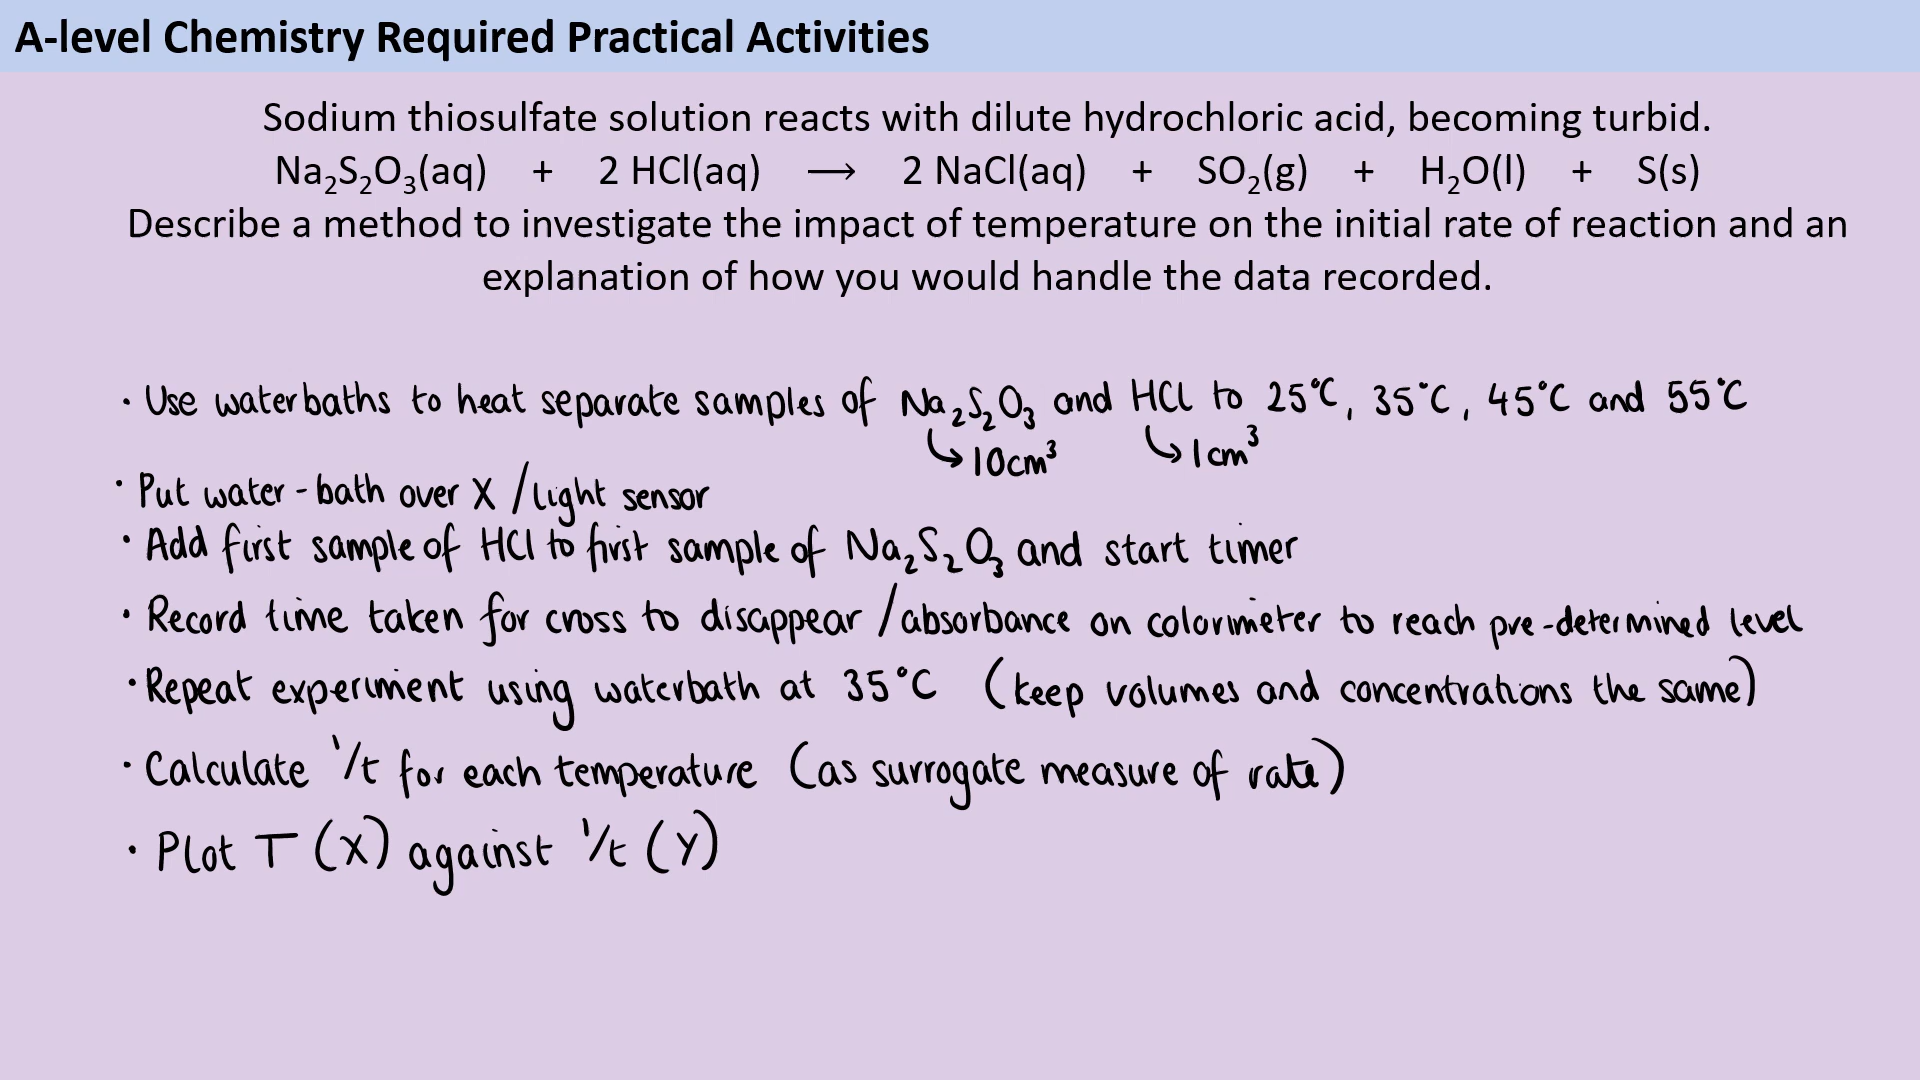 A-level Chemistry Required Practical Activities
Sodium thiosulfate solution reacts with dilute hydrochloric acid, becoming turbid.
Na₂S₂O₃(aq) + 2 HCl(aq) ⟶ 2 NaCl(aq) + SO₂(g) + H₂O(l) + S(s)
Describe a method to investigate the impact of temperature on the initial rate of reaction and an
explanation of how you would handle the data recorded.
· Use waterbaths to heat separate samples of Na₂S₂O₃ and HCl to 25°C, 35°C, 45°C and 55°C
↳ 10cm³ ↳ 1cm³
· Put water-bath over X / light sensor
· Add first sample of HCl to first sample of Na₂S₂O₃ and start timer
· Record time taken for cross to disappear / absorbance on colorimeter to reach pre-determined level
· Repeat experiment using waterbath at 35°C (keep volumes and concentrations the same)
· Calculate 1/t for each temperature (as surrogate measure of rate)
· Plot T (X) against 1/t (Y)